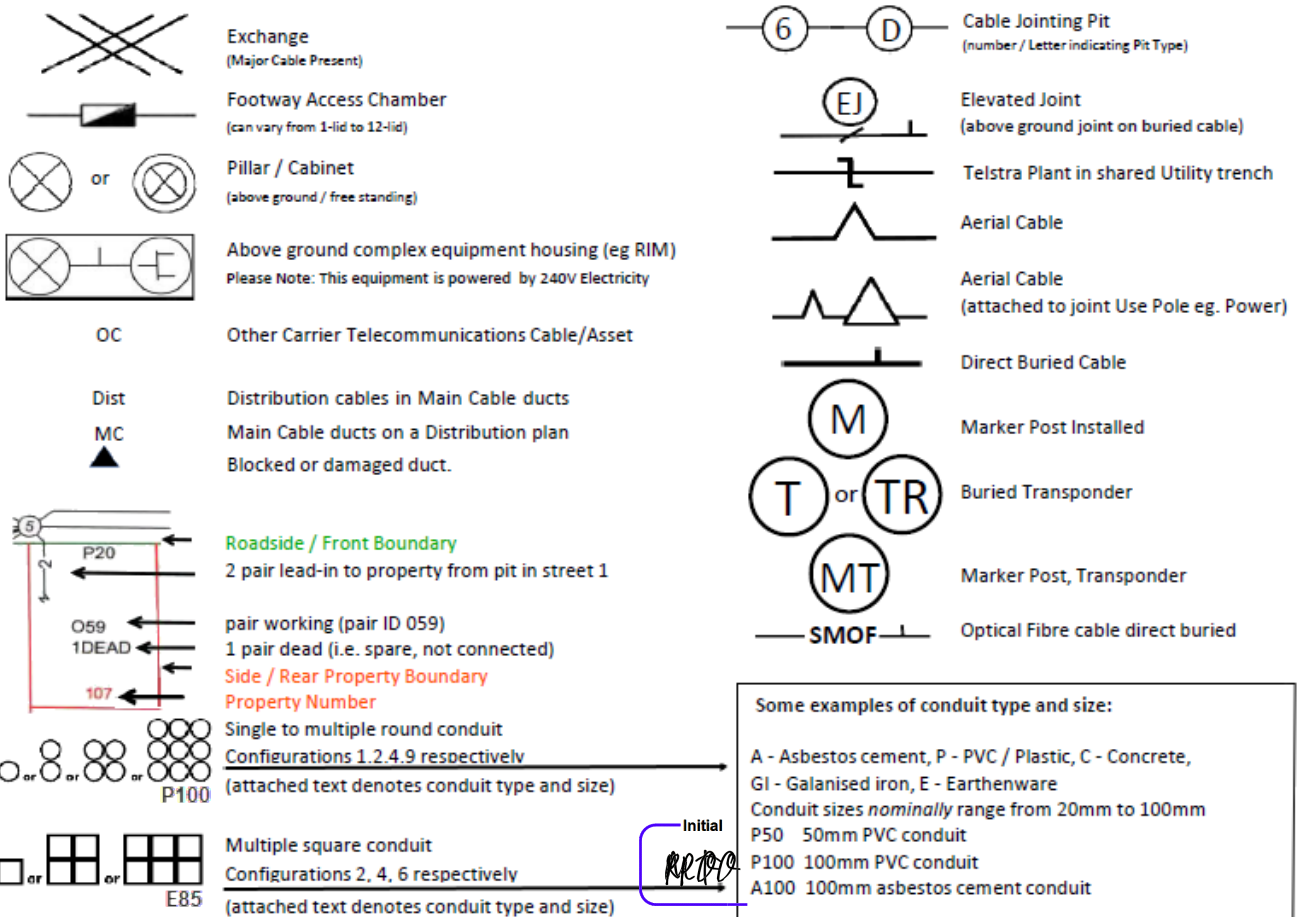 Exchange
(Major Cable Present)
Footway Access Chamber
(can vary from 1-lid to 12-lid)
or
Pillar / Cabinet
(above ground / free standing)
Above ground complex equipment housing (eg RIM)
Please Note: This equipment is powered by 240V Electricity
OC
Other Carrier Telecommunications Cable/Asset
Dist
Distribution cables in Main Cable ducts
MC
Main Cable ducts on a Distribution plan
Blocked or damaged duct.
5
Roadside / Front Boundary
P20
2
2 pair lead-in to property from pit in street 1
O59
pair working (pair ID 059)
1DEAD
1 pair dead (i.e. spare, not connected)
Side / Rear Property Boundary
107
Property Number
Single to multiple round conduit
Configurations 1.2.4.9 respectively
or or or
P100
(attached text denotes conduit type and size)
Multiple square conduit
Configurations 2, 4, 6 respectively
or or
E85
(attached text denotes conduit type and size)
6 D
Cable Jointing Pit
(number / Letter indicating Pit Type)
EJ
Elevated Joint
(above ground joint on buried cable)
Telstra Plant in shared Utility trench
Aerial Cable
Aerial Cable
(attached to joint Use Pole eg. Power)
Direct Buried Cable
M
Marker Post Installed
T or TR
Buried Transponder
MT
Marker Post, Transponder
SMOF
Optical Fibre cable direct buried
Some examples of conduit type and size:
A - Asbestos cement, P - PVC / Plastic, C - Concrete,
GI - Galanised iron, E - Earthenware
Conduit sizes nominally range from 20mm to 100mm
P50 50mm PVC conduit
P100 100mm PVC conduit
A100 100mm asbestos cement conduit
Initial